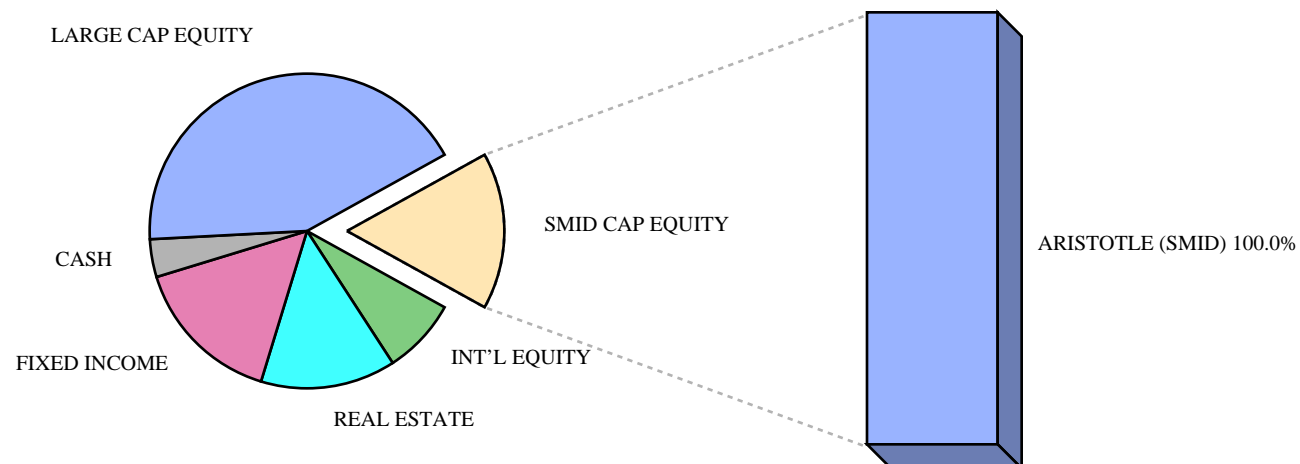 LARGE CAP EQUITY
SMID CAP EQUITY
ARISTOTLE (SMID) 100.0%
CASH
INT'L EQUITY
FIXED INCOME
REAL ESTATE